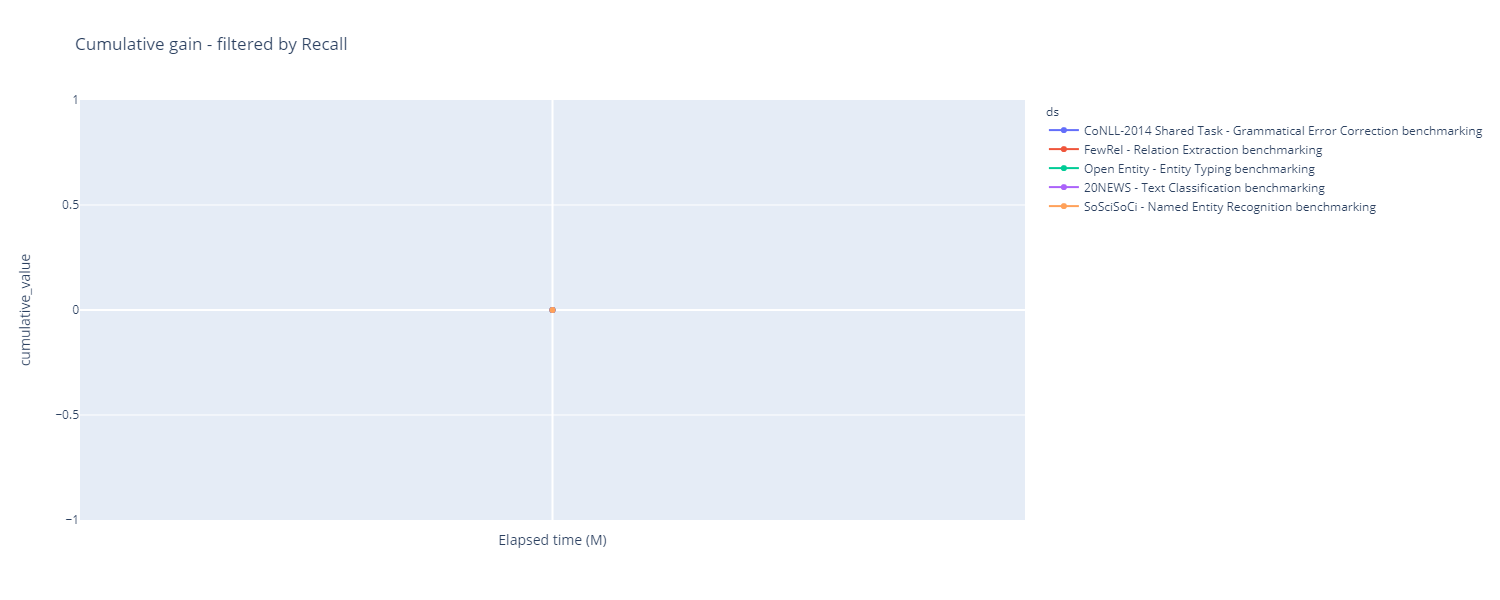 Cumulative gain - filtered by Recall
1
0.5
0
−0.5
−1
cumulative_value
Elapsed time (M)
ds
CoNLL-2014 Shared Task - Grammatical Error Correction benchmarking
FewRel - Relation Extraction benchmarking
Open Entity - Entity Typing benchmarking
20NEWS - Text Classification benchmarking
SoSciSoCi - Named Entity Recognition benchmarking